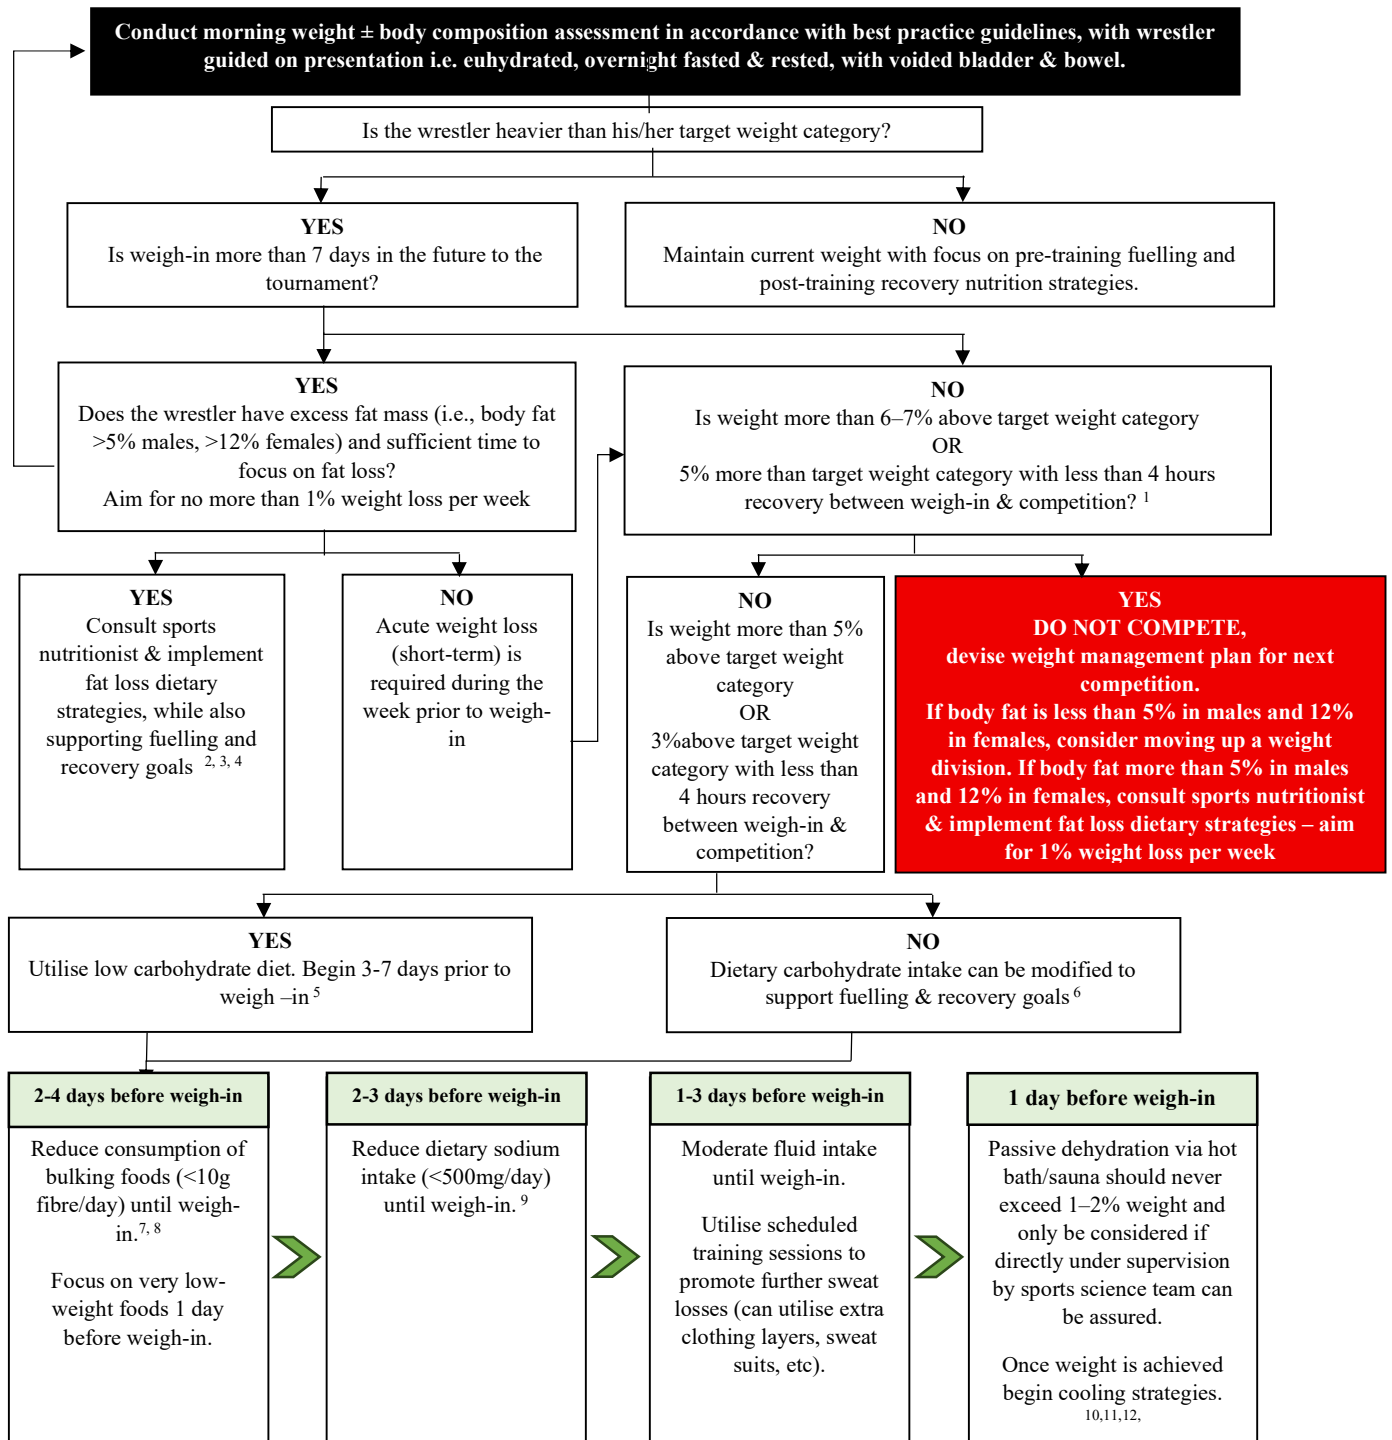 Conduct morning weight ± body composition assessment in accordance with best practice guidelines, with wrestler
guided on presentation i.e. euhydrated, overnight fasted & rested, with voided bladder & bowel.
Is the wrestler heavier than his/her target weight category?
YES
Is weigh-in more than 7 days in the future to the
tournament?
NO
Maintain current weight with focus on pre-training fuelling and
post-training recovery nutrition strategies.
YES
Does the wrestler have excess fat mass (i.e., body fat
>5% males, >12% females) and sufficient time to
focus on fat loss?
Aim for no more than 1% weight loss per week
NO
Is weight more than 6–7% above target weight category
OR
5% more than target weight category with less than 4 hours
recovery between weigh-in & competition? 1
YES
Consult sports
nutritionist & implement
fat loss dietary
strategies, while also
supporting fuelling and
recovery goals 2, 3, 4
NO
Acute weight loss
(short-term) is
required during the
week prior to weigh-
in
NO
Is weight more than 5%
above target weight
category
OR
3%above target weight
category with less than
4 hours recovery
between weigh-in &
competition?
YES
DO NOT COMPETE,
devise weight management plan for next
competition.
If body fat is less than 5% in males and 12%
in females, consider moving up a weight
division. If body fat more than 5% in males
and 12% in females, consult sports nutritionist
& implement fat loss dietary strategies – aim
for 1% weight loss per week
YES
Utilise low carbohydrate diet. Begin 3-7 days prior to
weigh –in 5
NO
Dietary carbohydrate intake can be modified to
support fuelling & recovery goals 6
2-4 days before weigh-in
Reduce consumption of
bulking foods (<10g
fibre/day) until weigh-
in.7, 8
Focus on very low-
weight foods 1 day
before weigh-in.
2-3 days before weigh-in
Reduce dietary sodium
intake (<500mg/day)
until weigh-in. 9
1-3 days before weigh-in
Moderate fluid intake
until weigh-in.
Utilise scheduled
training sessions to
promote further sweat
losses (can utilise extra
clothing layers, sweat
suits, etc).
1 day before weigh-in
Passive dehydration via hot
bath/sauna should never
exceed 1–2% weight and
only be considered if
directly under supervision
by sports science team can
be assured.
Once weight is achieved
begin cooling strategies.
10,11,12,